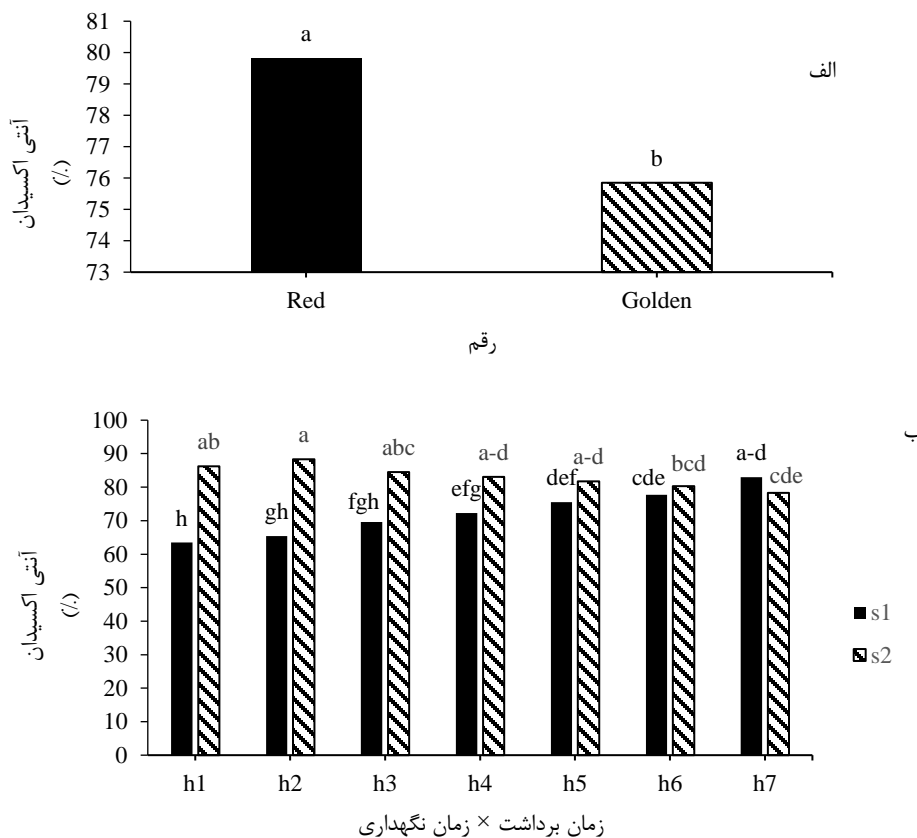 81
80
79
78
77
76
75
74
73
a
b
الف
آنتی اکسیدان
(٪)
Red Golden
رقم
100
90
80
70
60
50
40
30
20
10
0
h ab
gh a
fgh abc
efg a-d
def a-d
cde bcd
a-d cde
ب
آنتی اکسیدان
(٪)
s1
s2
h1 h2 h3 h4 h5 h6 h7
زمان برداشت × زمان نگهداری